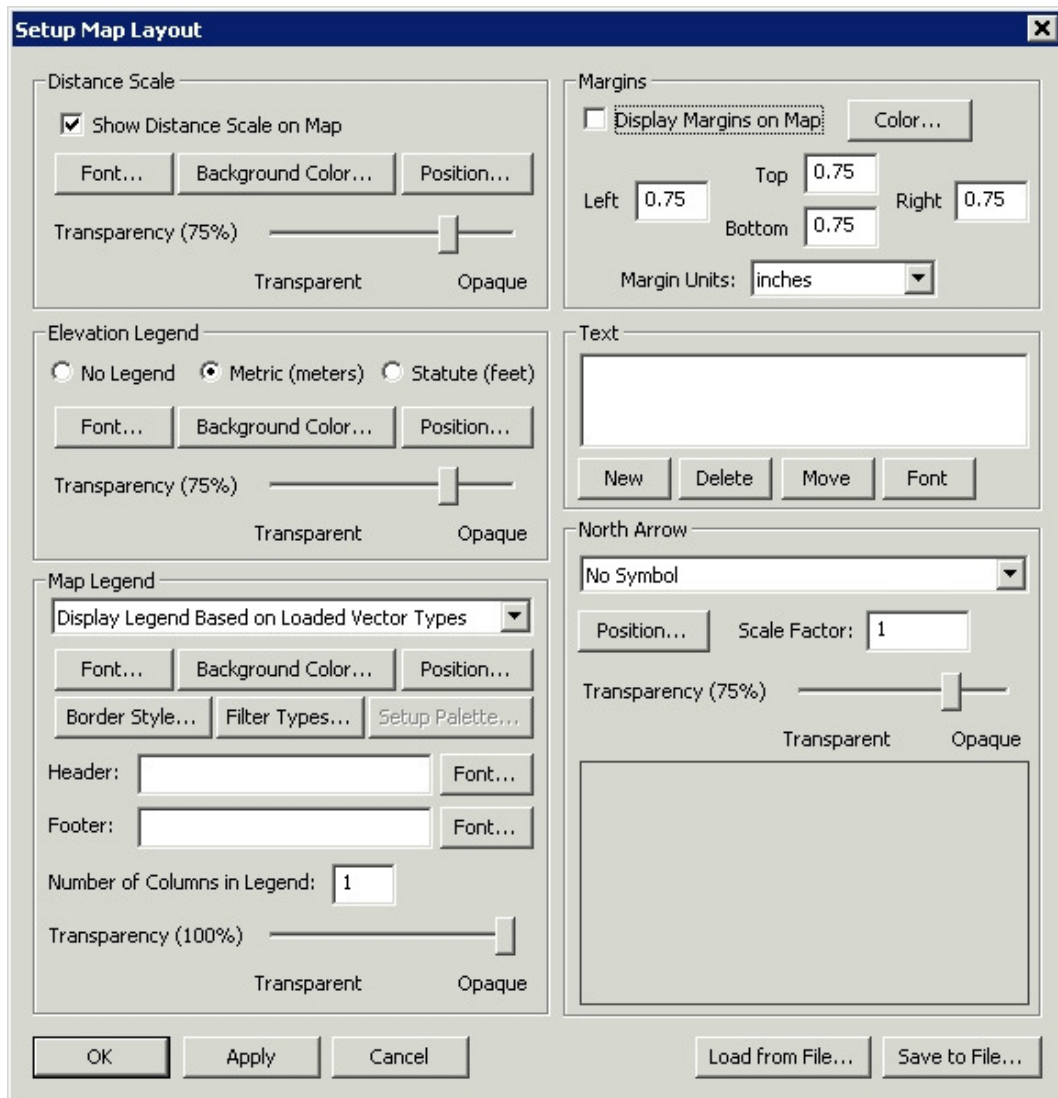 Setup Map Layout
Distance Scale
Show Distance Scale on Map
Font... Background Color... Position...
Transparency (75%)
Transparent Opaque
Elevation Legend
No Legend Metric (meters) Statute (feet)
Font... Background Color... Position...
Transparency (75%)
Transparent Opaque
Map Legend
Display Legend Based on Loaded Vector Types
Font... Background Color... Position...
Border Style... Filter Types... Setup Palette...
Header: Font...
Footer: Font...
Number of Columns in Legend: 1
Transparency (100%)
Transparent Opaque
Margins
Display Margins on Map Color...
Top 0.75
Left 0.75 Right 0.75
Bottom 0.75
Margin Units: inches
Text
New Delete Move Font
North Arrow
No Symbol
Position... Scale Factor: 1
Transparency (75%)
Transparent Opaque
OK Apply Cancel Load from File... Save to File...